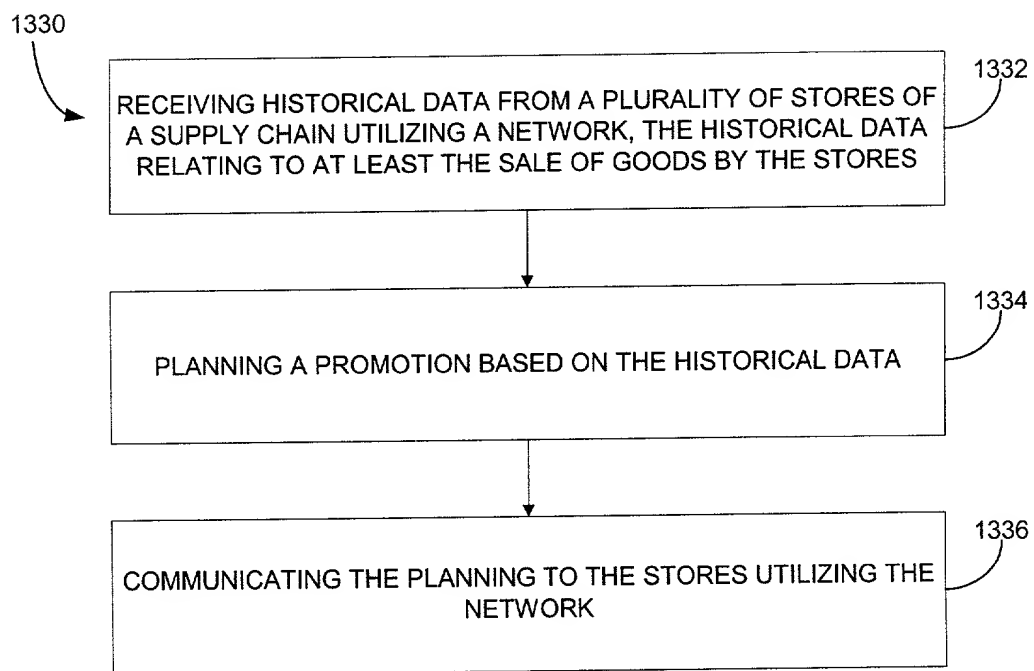 1330
1332
RECEIVING HISTORICAL DATA FROM A PLURALITY OF STORES OF
A SUPPLY CHAIN UTILIZING A NETWORK, THE HISTORICAL DATA
RELATING TO AT LEAST THE SALE OF GOODS BY THE STORES
1334
PLANNING A PROMOTION BASED ON THE HISTORICAL DATA
1336
COMMUNICATING THE PLANNING TO THE STORES UTILIZING THE
NETWORK